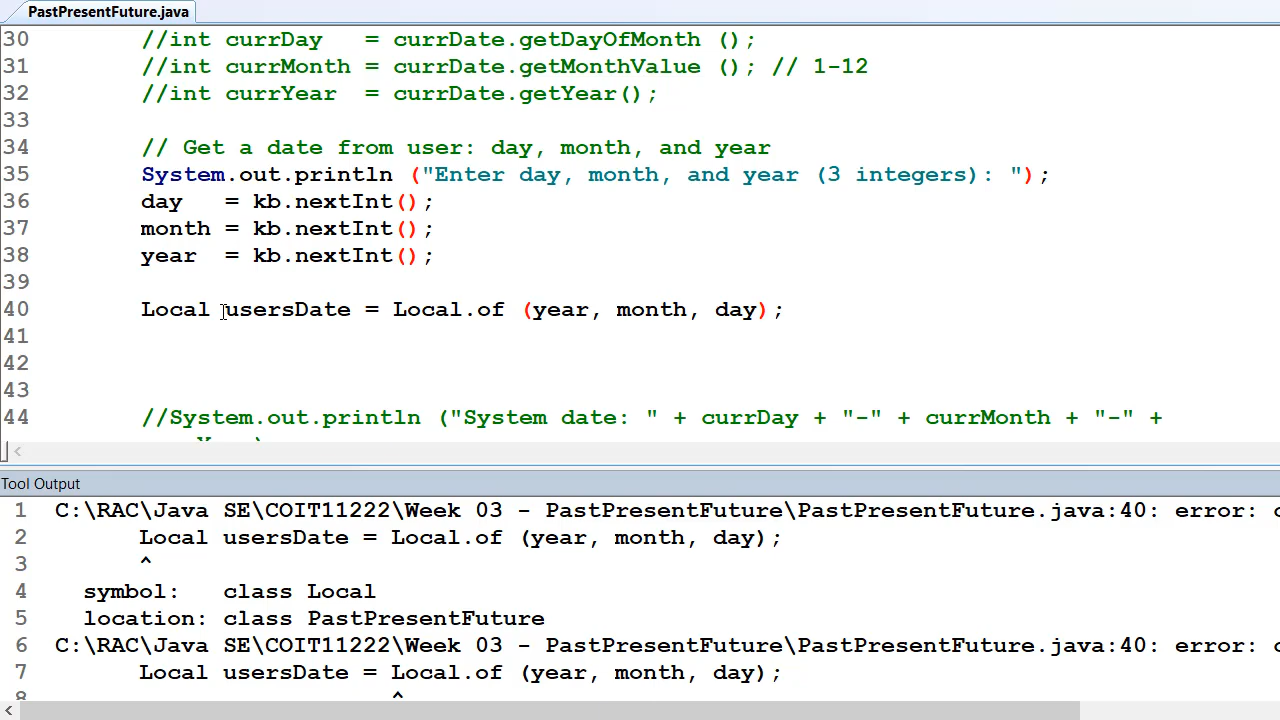 PastPresentFuture.java
30 //int currDay   = currDate.getDayOfMonth ();
31 //int currMonth = currDate.getMonthValue (); // 1-12
32 //int currYear  = currDate.getYear();
33
34 // Get a date from user: day, month, and year
35 System.out.println ("Enter day, month, and year (3 integers): ");
36 day   = kb.nextInt();
37 month = kb.nextInt();
38 year  = kb.nextInt();
39
40 Local usersDate = Local.of (year, month, day);
41
42
43
44 //System.out.println ("System date: " + currDay + "-" + currMonth + "-" +
Tool Output
1 C:\RAC\Java SE\COIT11222\Week 03 - PastPresentFuture\PastPresentFuture.java:40: error:
2 Local usersDate = Local.of (year, month, day);
3 ^
4 symbol:   class Local
5 location: class PastPresentFuture
6 C:\RAC\Java SE\COIT11222\Week 03 - PastPresentFuture\PastPresentFuture.java:40: error:
7 Local usersDate = Local.of (year, month, day);
8 ^